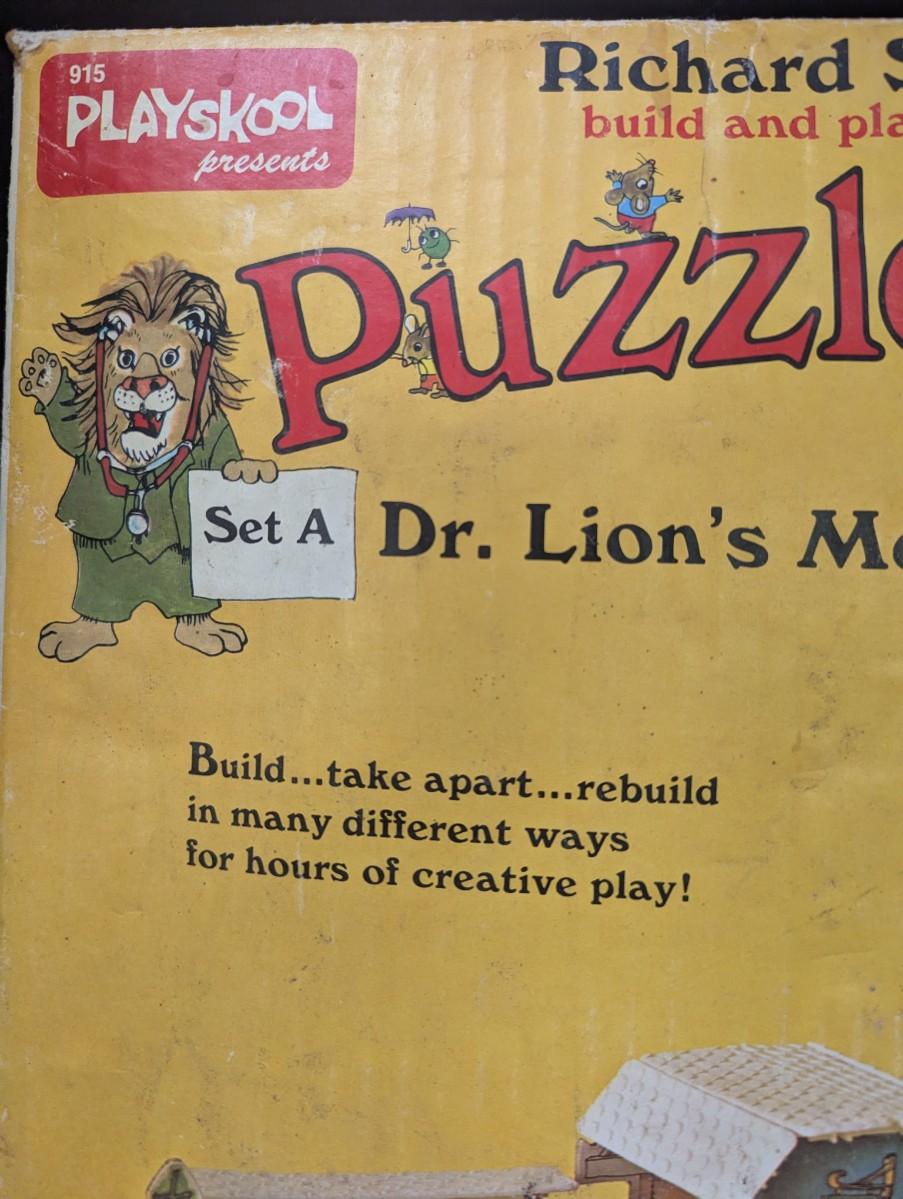 915
PLAYSKOOL
presents
Richard
build and
Set A
Dr. Lion's
Build...take apart...rebuild
in many different ways
for hours of creative play!